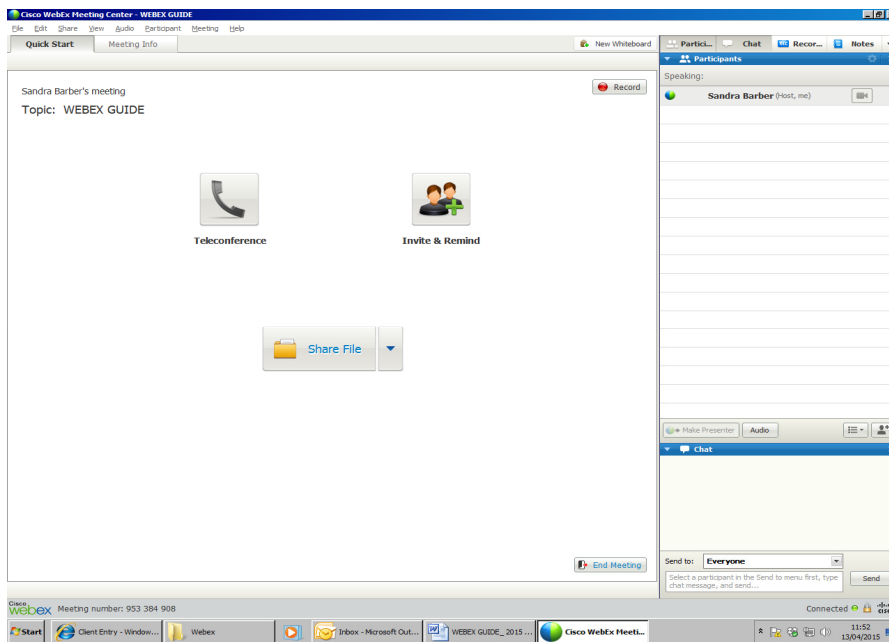 Cisco WebEx Meeting Center - WEBEX GUIDE
File Edit Share View Audio Participant Meeting Help
Quick Start Meeting Info New Whiteboard Partici... Chat Recor... Notes
Participants
Speaking:
Sandra Barber (Host, me)
Record
Sandra Barber's meeting
Topic: WEBEX GUIDE
Teleconference Invite & Remind
Share File
Make Presenter Audio
Chat
Send to: Everyone
Select a participant in the Send to menu first, type
chat message, and send...
Send
End Meeting
Cisco
webex Meeting number: 953 384 908 Connected
Start Client Entry - Window... Webex Inbox - Microsoft Out... WEBEX GUIDE_ 2015 ... Cisco WebEx Meeti...
11:52
13/04/2015